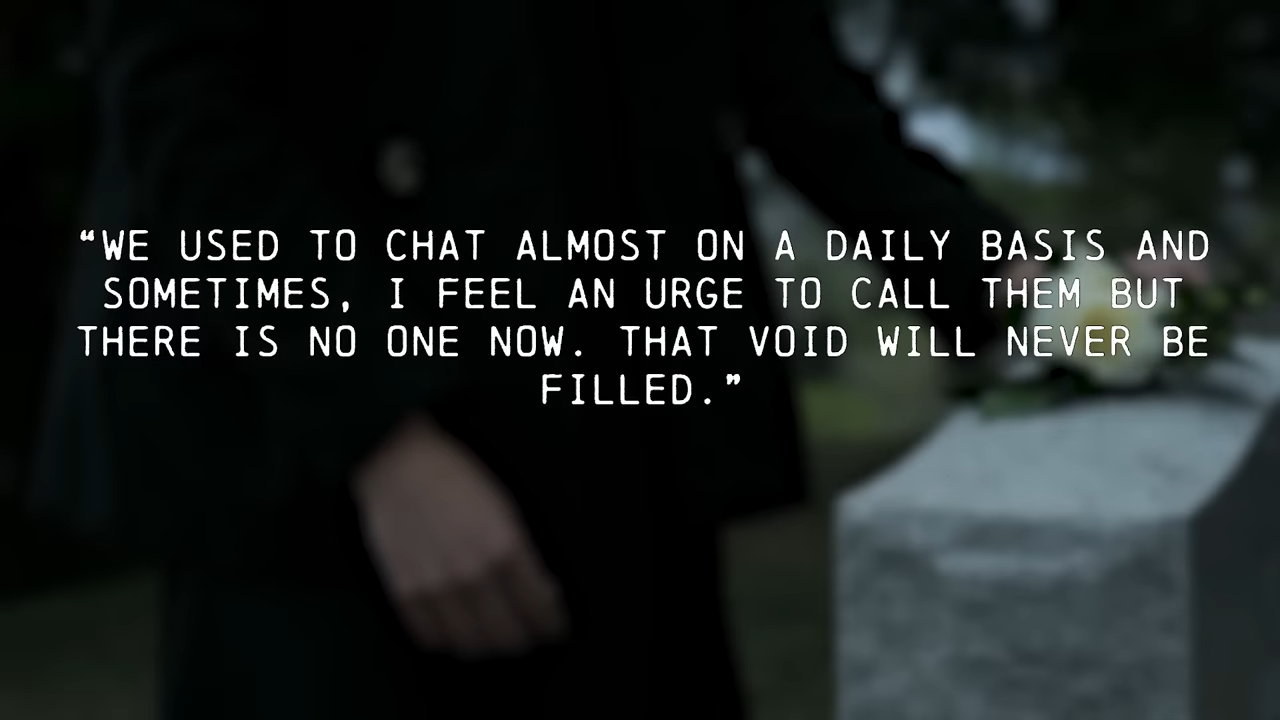 “WE USED TO CHAT ALMOST ON A DAILY BASIS AND
SOMETIMES, I FEEL AN URGE TO CALL THEM BUT
THERE IS NO ONE NOW. THAT VOID WILL NEVER BE
FILLED.”